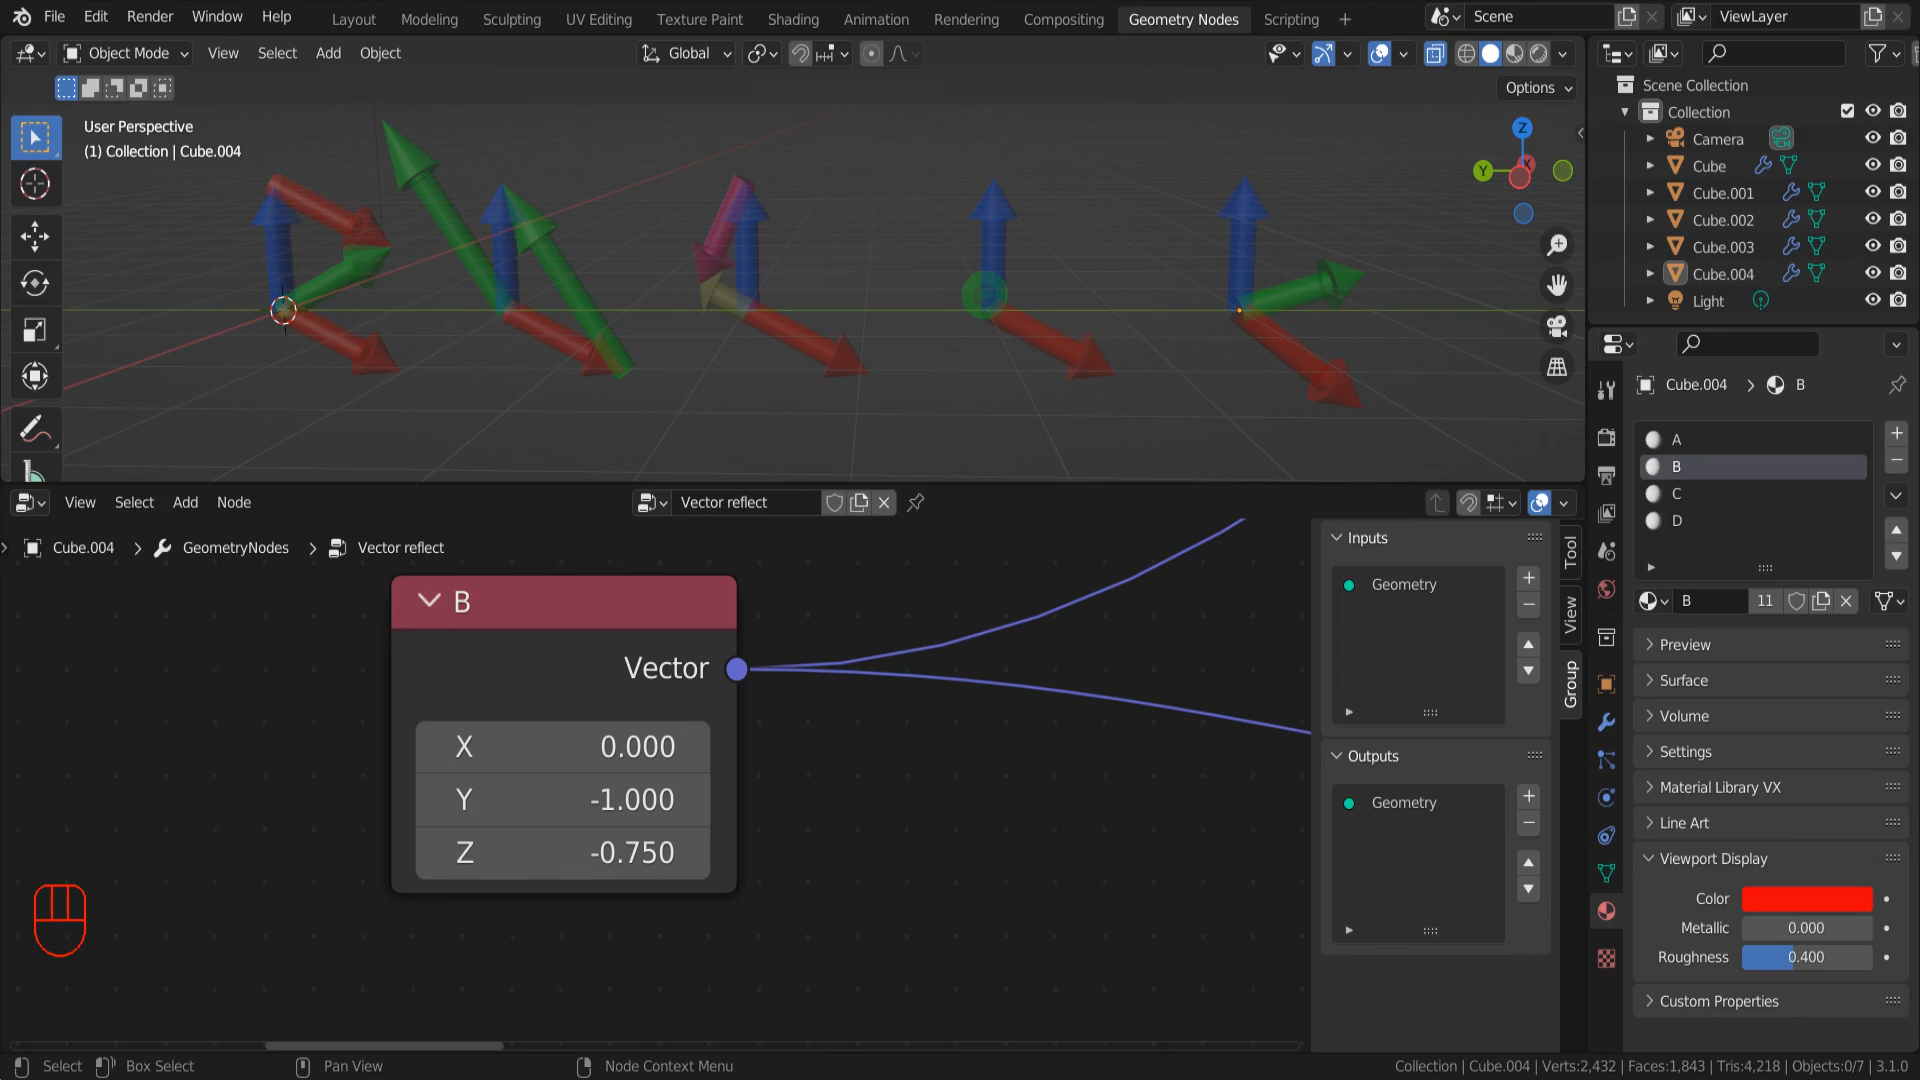 File Edit Render Window Help Layout Modeling Sculpting UV Editing Texture Paint Shading Animation Rendering Compositing Geometry Nodes Scripting + Scene ViewLayer
Object Mode View Select Add Object Global
Options
User Perspective
(1) Collection | Cube.004
Z
Y
X
Scene Collection
Collection
Camera
Cube
Cube.001
Cube.002
Cube.003
Cube.004
Light
Cube.004 > B
A
B
C
D
B 11
Preview
Surface
Volume
Settings
Material Library VX
Line Art
Viewport Display
Color
Metallic 0.000
Roughness 0.400
Custom Properties
View Select Add Node Vector reflect
Cube.004 > GeometryNodes > Vector reflect
B
Vector
X 0.000
Y -1.000
Z -0.750
Inputs
Geometry
Outputs
Geometry
Tool
View
Group
Select Box Select Pan View Node Context Menu Collection | Cube.004 | Verts:2,432 | Faces:1,843 | Tris:4,218 | Objects:0/7 | 3.1.0